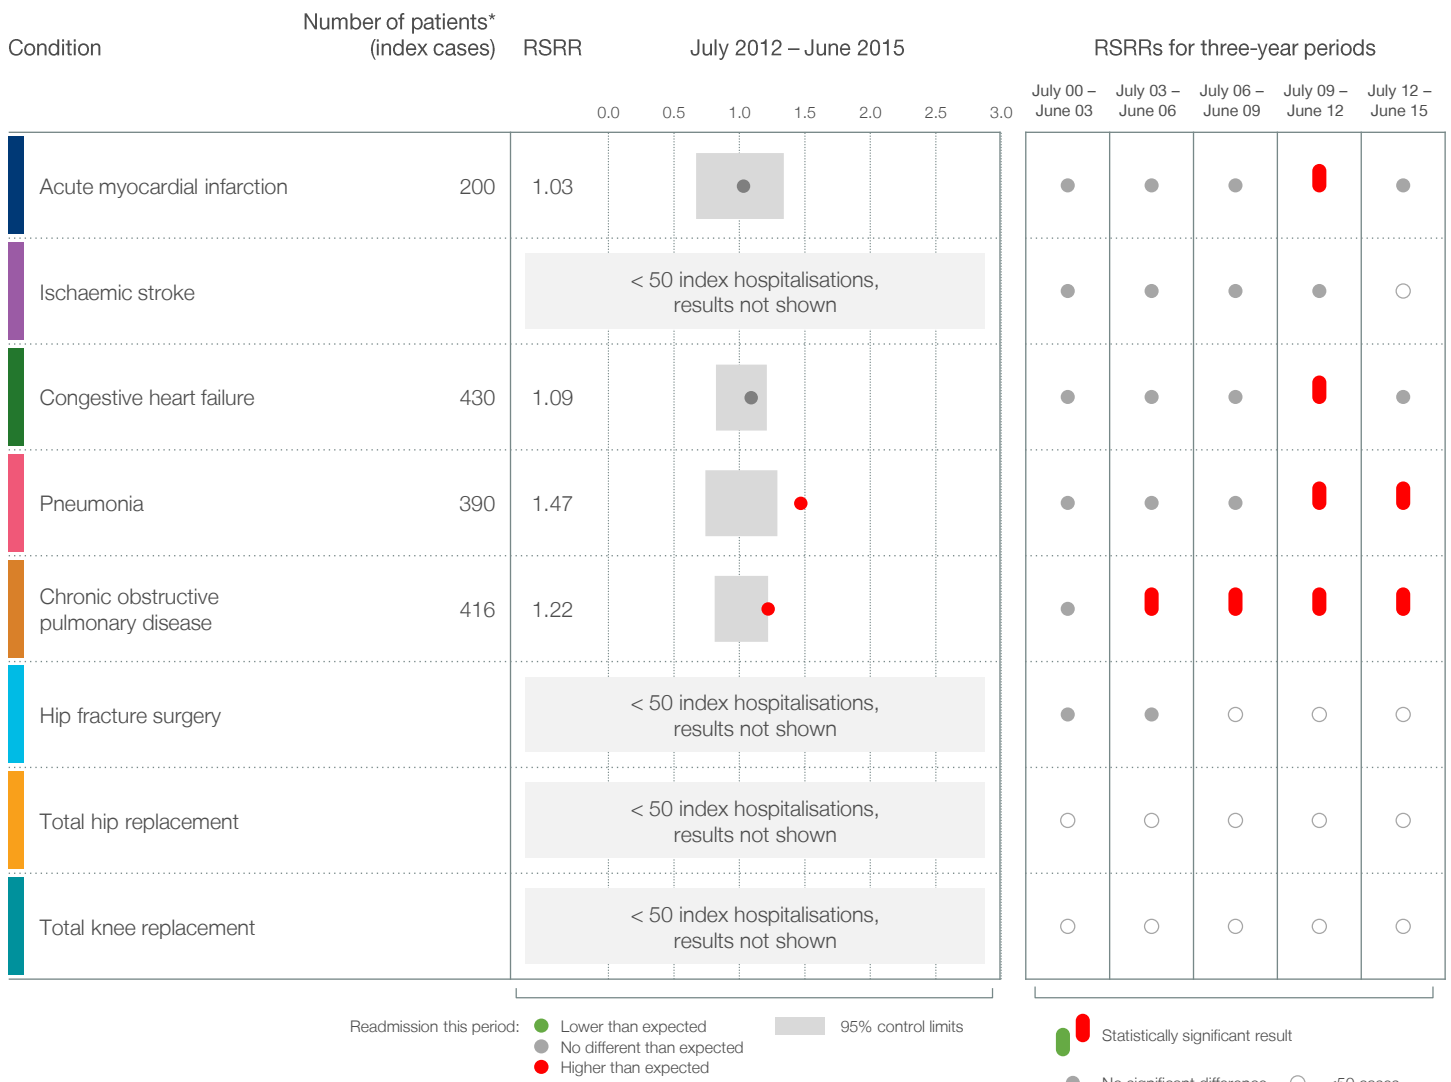 Condition
Number of patients*
(index cases)
RSRR
July 2012 – June 2015
RSRRs for three-year periods
0.0 0.5 1.0 1.5 2.0 2.5 3.0
July 00 –
June 03
July 03 –
June 06
July 06 –
June 09
July 09 –
June 12
July 12 –
June 15
Acute myocardial infarction 200 1.03
Ischaemic stroke
< 50 index hospitalisations,
results not shown
Congestive heart failure 430 1.09
Pneumonia 390 1.47
Chronic obstructive
pulmonary disease
416 1.22
Hip fracture surgery
< 50 index hospitalisations,
results not shown
Total hip replacement
< 50 index hospitalisations,
results not shown
Total knee replacement
< 50 index hospitalisations,
results not shown
Readmission this period:
Lower than expected
No different than expected
Higher than expected
95% control limits
Statistically significant result
No significant difference
<50 cases